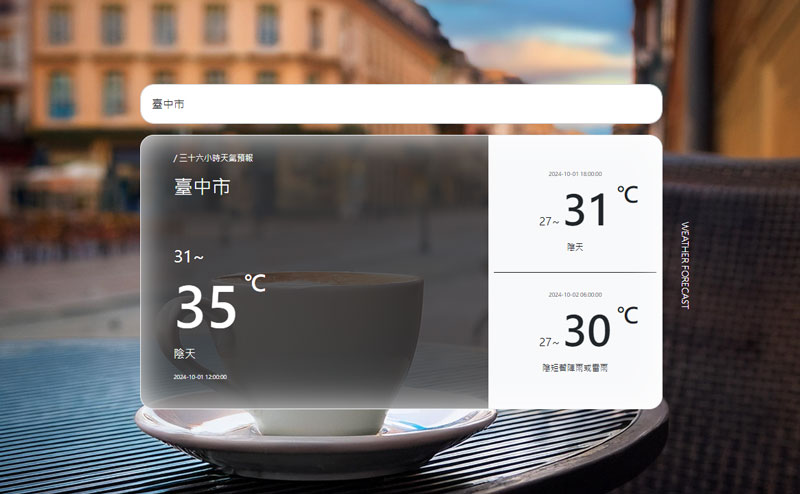 臺中市
/ 三十六小時天氣預報
臺中市
31~
35 ℃
陰天
2024-10-01 12:00:00
2024-10-01 18:00:00
27~ 31 ℃
陰天
2024-10-02 06:00:00
27~ 30 ℃
陰短暫陣雨或雷雨
WEATHER FORECAST